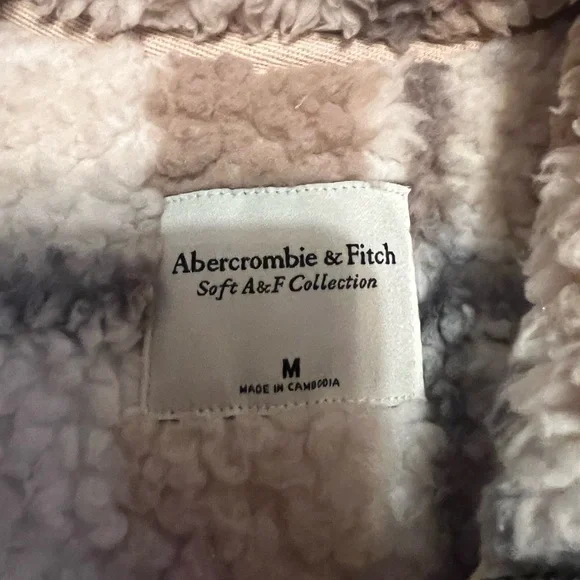 Abercrombie & Fitch
Soft A&F Collection
M
MADE IN CAMBODIA